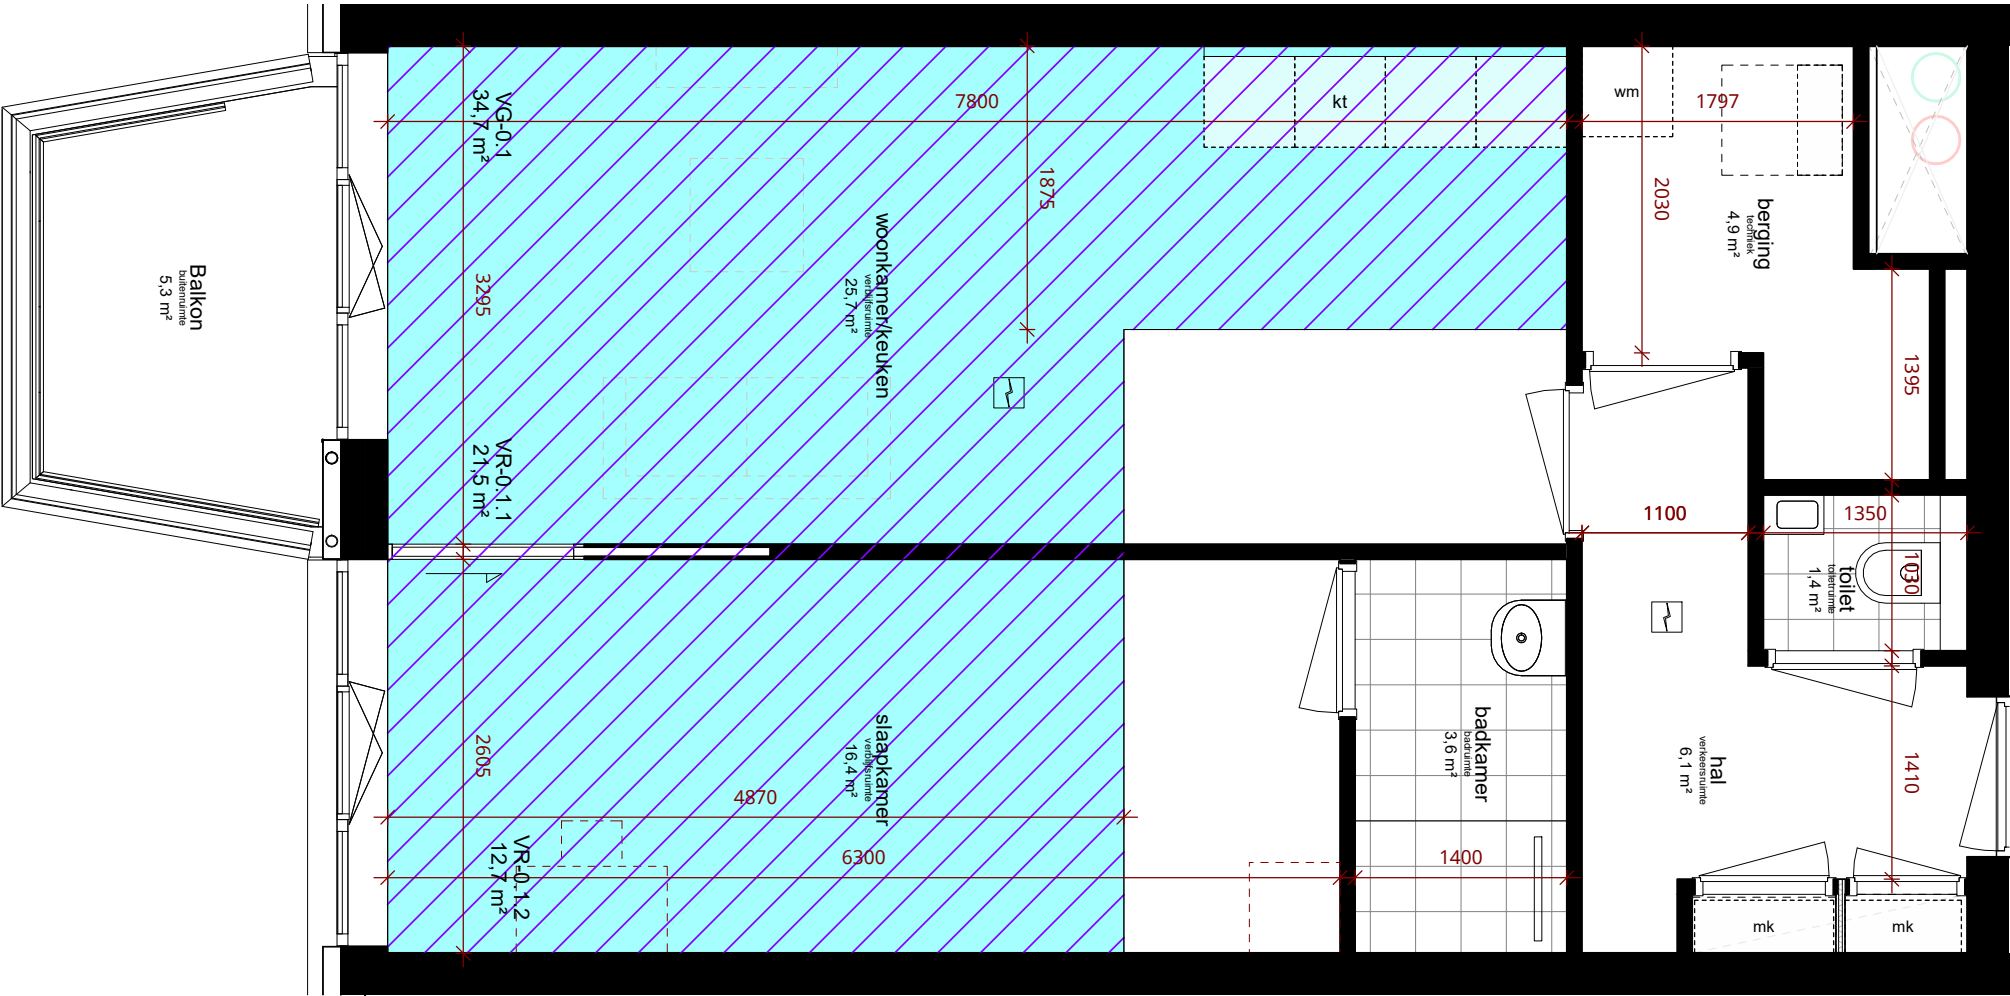 VG-0.1
34,7 m²
7800
kt
wm
1797
1875
2030
berging
techniek
4,9 m²
Balkon
buitenruimte
5,3 m²
3295
woonkamer/keuken
verblijfsruimte
25,7 m²
1395
VR-0.1.1
21,5 m²
1100
1350
toilet
toiletruimte
1,4 m²
1030
2605
slaapkamer
verblijfsruimte
16,4 m²
badkamer
badruimte
3,6 m²
hal
verkeersruimte
6,1 m²
1410
4870
6300
1400
VR-0.1.2
12,7 m²
mk
mk